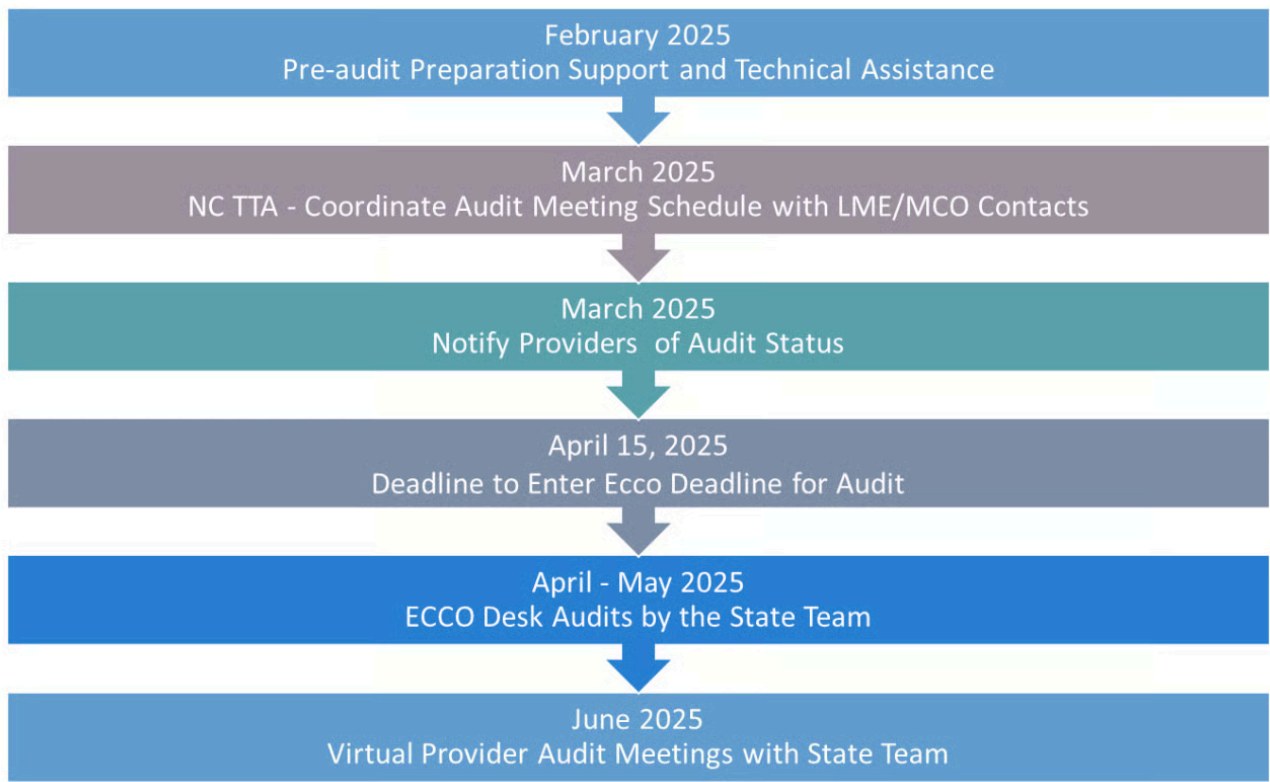 February 2025
Pre-audit Preparation Support and Technical Assistance
March 2025
NC TTA - Coordinate Audit Meeting Schedule with LME/MCO Contacts
March 2025
Notify Providers  of Audit Status
April 15, 2025
Deadline to Enter Ecco Deadline for Audit
April - May 2025
ECCO Desk Audits by the State Team
June 2025
Virtual Provider Audit Meetings with State Team